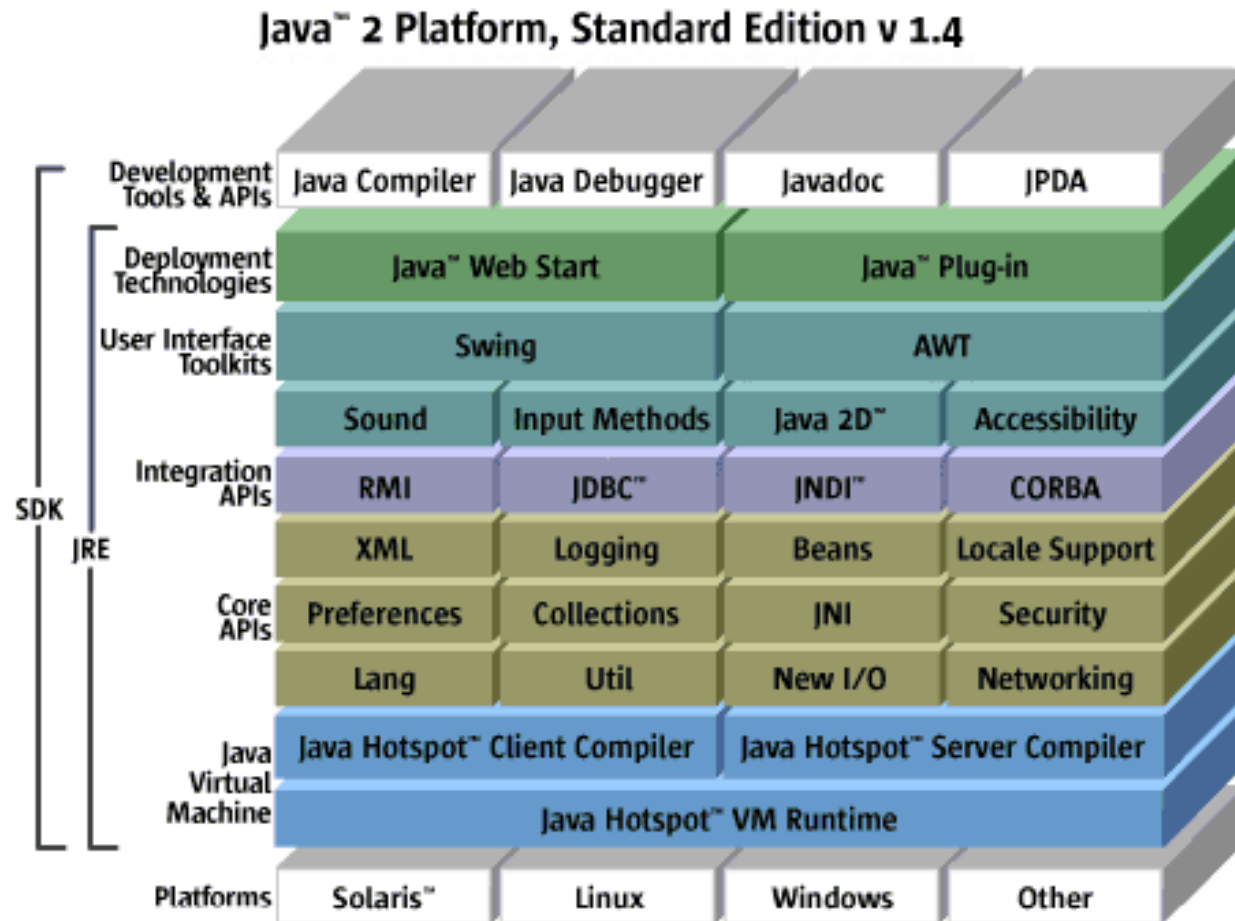 Java™ 2 Platform, Standard Edition v 1.4
Development
Tools & APIs
Java Compiler
Java Debugger
Javadoc
JPDA
Deployment
Technologies
Java™ Web Start
Java™ Plug-in
User Interface
Toolkits
Swing
AWT
Sound
Input Methods
Java 2D™
Accessibility
Integration
APIs
RMI
JDBC™
JNDI™
CORBA
SDK
JRE
XML
Logging
Beans
Locale Support
Core
APIs
Preferences
Collections
JNI
Security
Lang
Util
New I/O
Networking
Java
Virtual
Machine
Java Hotspot™ Client Compiler
Java Hotspot™ Server Compiler
Java Hotspot™ VM Runtime
Platforms
Solaris™
Linux
Windows
Other